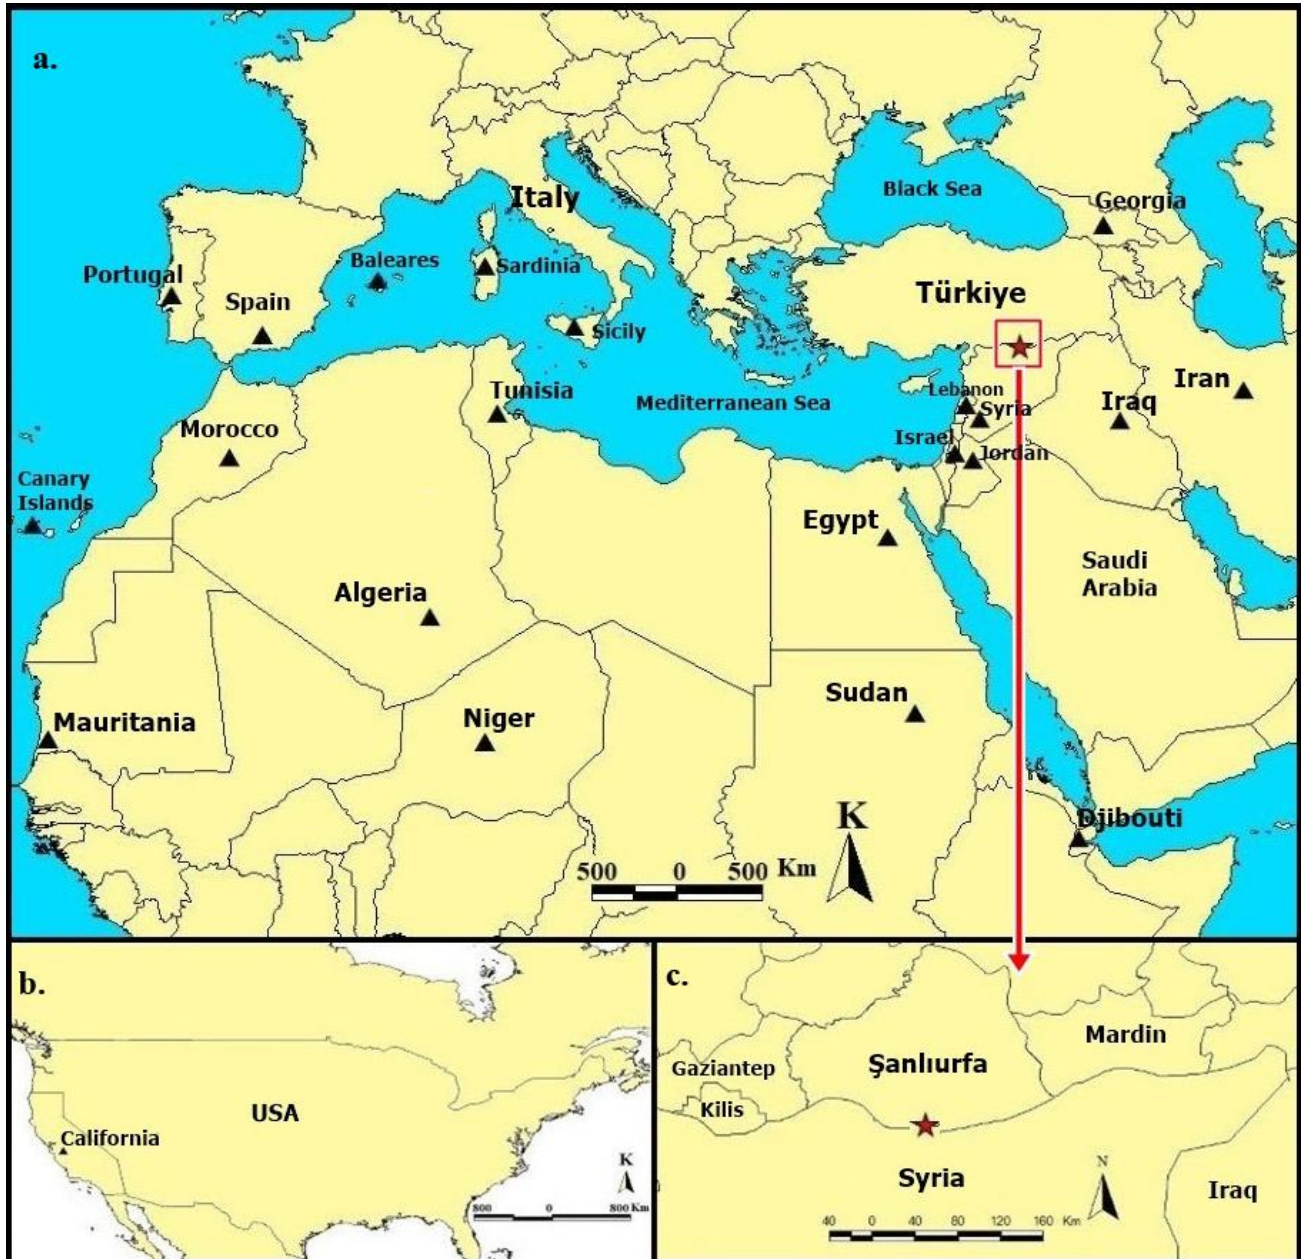 a.
Italy
Black Sea
Georgia
Portugal
Baleares
Sardinia
Türkiye
Spain
Sicily
Iran
Tunisia
Mediterranean Sea
Lebanon
Syria
Iraq
Morocco
Israel
Jordan
Canary
Islands
Egypt
Saudi
Arabia
Algeria
Sudan
Mauritania
Niger
K
Djibouti
500 0 500 Km
b.
USA
California
K
800 0 800 Km
c.
Mardin
Gaziantep
Şanlıurfa
Kilis
Syria
N
Iraq
40 0 40 80 120 160 Km